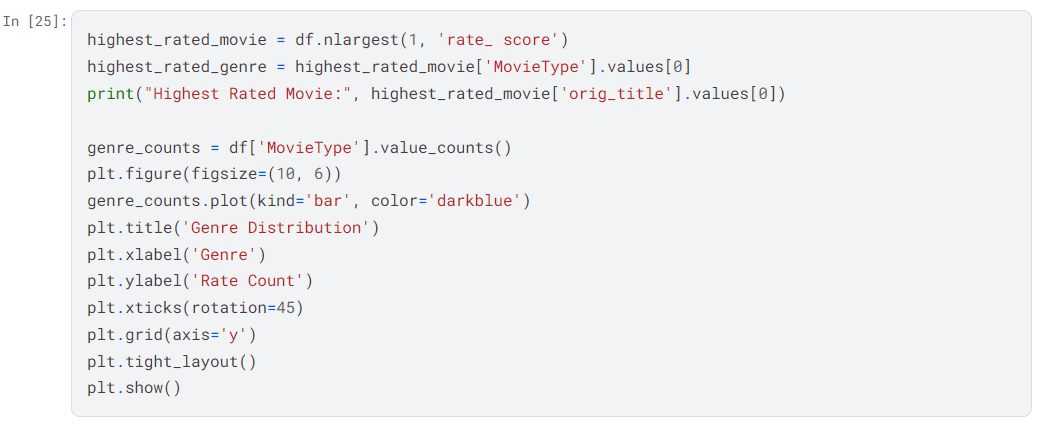 In [25]:
highest_rated_movie = df.nlargest(1, 'rate_ score')
highest_rated_genre = highest_rated_movie['MovieType'].values[0]
print("Highest Rated Movie:", highest_rated_movie['orig_title'].values[0])
genre_counts = df['MovieType'].value_counts()
plt.figure(figsize=(10, 6))
genre_counts.plot(kind='bar', color='darkblue')
plt.title('Genre Distribution')
plt.xlabel('Genre')
plt.ylabel('Rate Count')
plt.xticks(rotation=45)
plt.grid(axis='y')
plt.tight_layout()
plt.show()